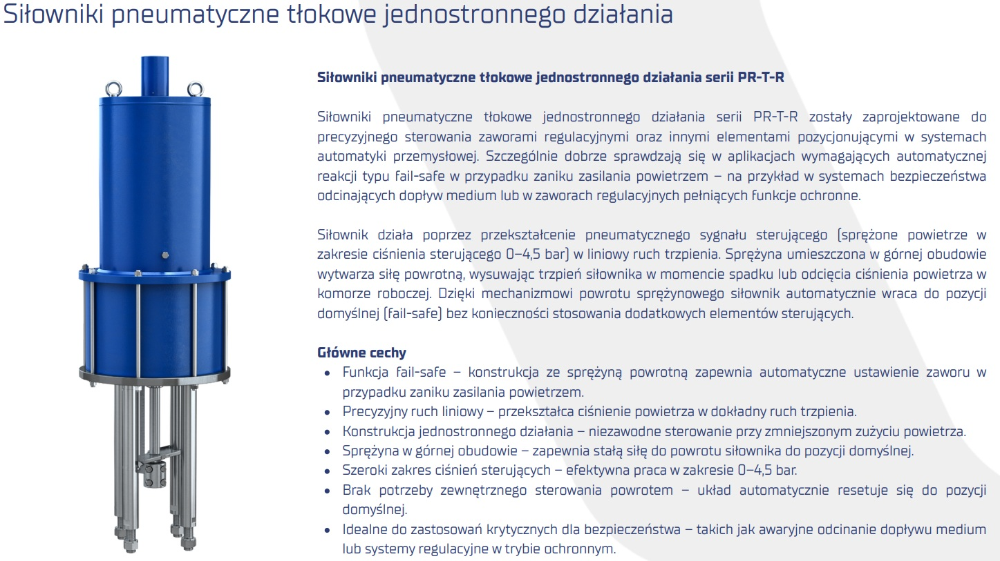 Siłowniki pneumatyczne tłokowe jednostronnego działania
Siłowniki pneumatyczne tłokowe jednostronnego działania serii PR-T-R
Siłowniki pneumatyczne tłokowe jednostronnego działania serii PR-T-R zostały zaprojektowane do
precyzyjnego sterowania zaworami regulacyjnymi oraz innymi elementami pozycjonującymi w systemach
automatyki przemysłowej. Szczególnie dobrze sprawdzają się w aplikacjach wymagających automatycznej
reakcji typu fail-safe w przypadku zaniku zasilania powietrzem – na przykład w systemach bezpieczeństwa
odcinających dopływ medium lub w zaworach regulacyjnych pełniących funkcje ochronne.
Siłownik działa poprzez przekształcenie pneumatycznego sygnału sterującego (sprężone powietrze w
zakresie ciśnienia sterującego 0–4,5 bar) w liniowy ruch trzpienia. Sprężyna umieszczona w górnej obudowie
wytwarza siłę powrotną, wysuwając trzpień siłownika w momencie spadku lub odcięcia ciśnienia powietrza w
komorze roboczej. Dzięki mechanizmowi powrotu sprężynowego siłownik automatycznie wraca do pozycji
domyślnej (fail-safe) bez konieczności stosowania dodatkowych elementów sterujących.
Główne cechy
• Funkcja fail-safe – konstrukcja ze sprężyną powrotną zapewnia automatyczne ustawienie zaworu w
przypadku zaniku zasilania powietrzem.
• Precyzyjny ruch liniowy – przekształca ciśnienie powietrza w dokładny ruch trzpienia.
• Konstrukcja jednostronnego działania – niezawodne sterowanie przy zmniejszonym zużyciu powietrza.
• Sprężyna w górnej obudowie – zapewnia stałą siłę do powrotu siłownika do pozycji domyślnej.
• Szeroki zakres ciśnień sterujących – efektywna praca w zakresie 0–4,5 bar.
• Brak potrzeby zewnętrznego sterowania powrotem – układ automatycznie resetuje się do pozycji
domyślnej.
• Idealne do zastosowań krytycznych dla bezpieczeństwa – takich jak awaryjne odcinanie dopływu medium
lub systemy regulacyjne w trybie ochronnym.